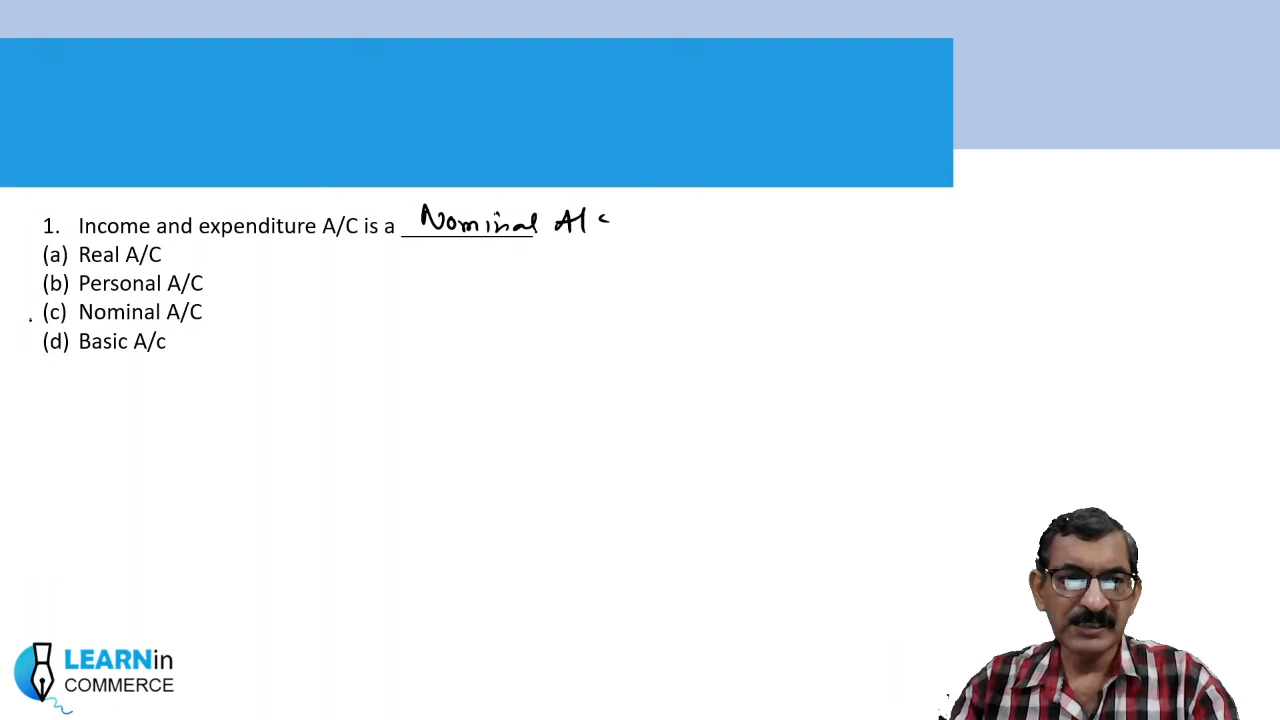 1. Income and expenditure A/C is a Nominal A/c
(a) Real A/C
(b) Personal A/C
(c) Nominal A/C
(d) Basic A/c
LEARNin
COMMERCE